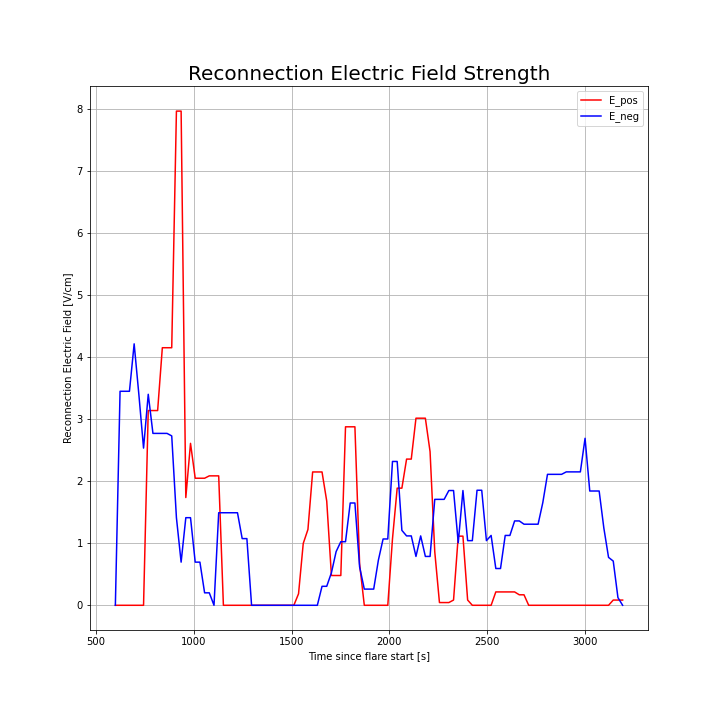 Reconnection Electric Field Strength
E_pos
E_neg
Reconnection Electric Field [V/cm]
8
7
6
5
4
3
2
1
0
500 1000 1500 2000 2500 3000
Time since flare start [s]